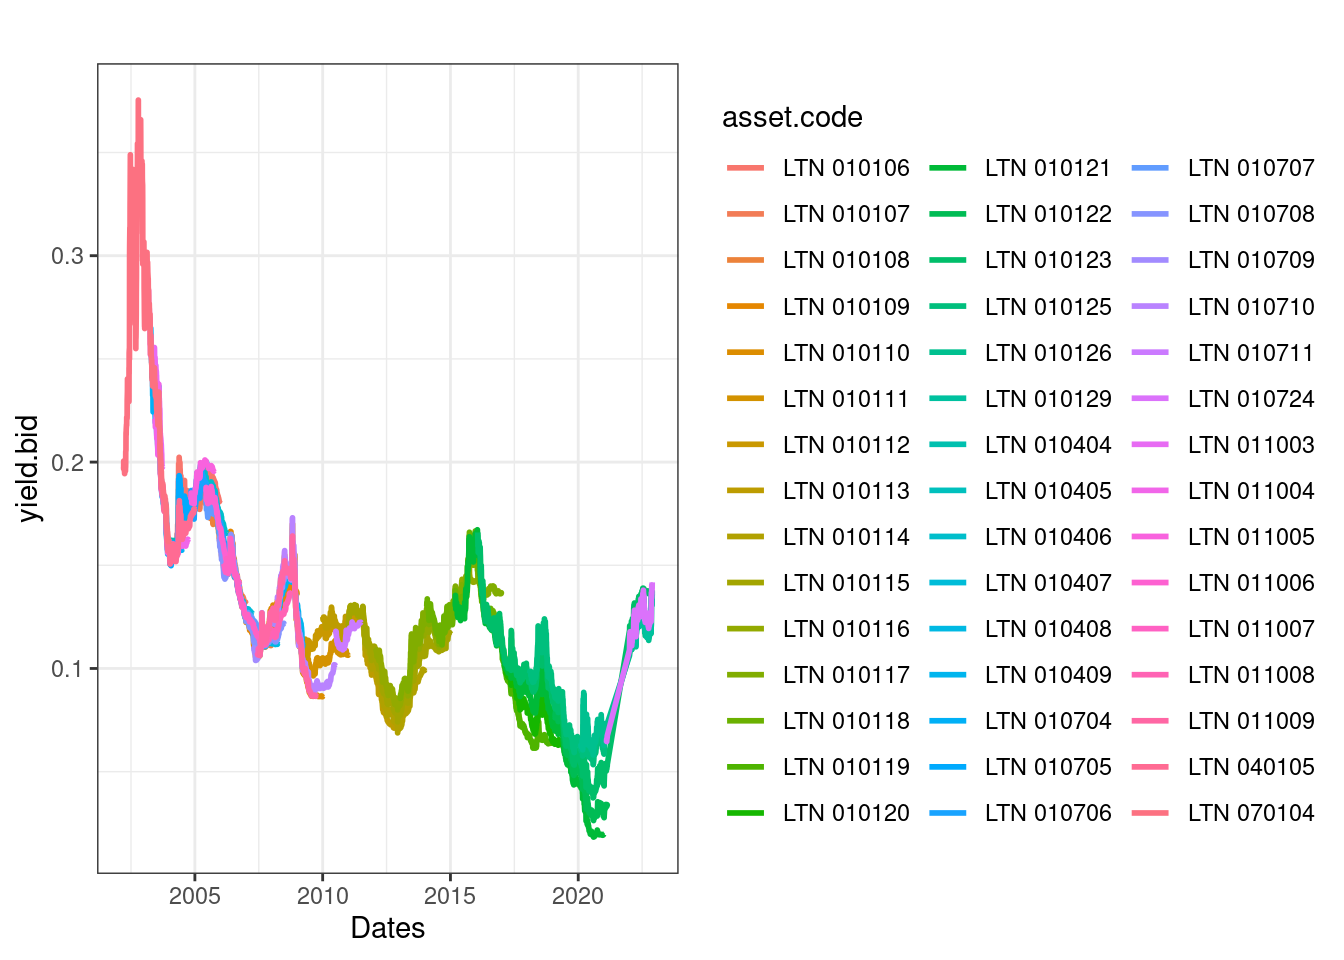 asset.code
LTN 010106
LTN 010107
LTN 010108
LTN 010109
LTN 010110
LTN 010111
LTN 010112
LTN 010113
LTN 010114
LTN 010115
LTN 010116
LTN 010117
LTN 010118
LTN 010119
LTN 010120
LTN 010121
LTN 010122
LTN 010123
LTN 010125
LTN 010126
LTN 010129
LTN 010404
LTN 010405
LTN 010406
LTN 010407
LTN 010408
LTN 010409
LTN 010704
LTN 010705
LTN 010706
LTN 010707
LTN 010708
LTN 010709
LTN 010710
LTN 010711
LTN 010724
LTN 011003
LTN 011004
LTN 011005
LTN 011006
LTN 011007
LTN 011008
LTN 011009
LTN 040105
LTN 070104
yield.bid
0.3
0.2
0.1
2005 2010 2015 2020
Dates